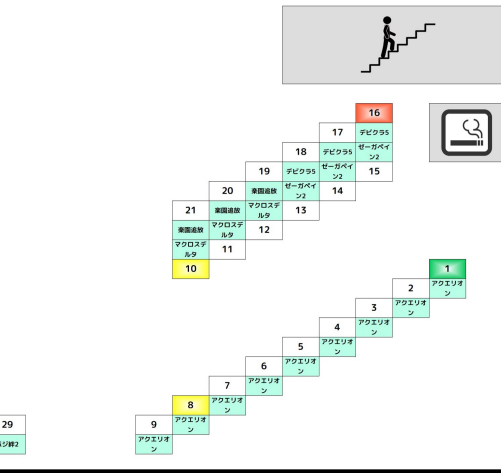 16
17
デビクラ5
18
デビクラ5
ゼーガペイ
ン2
19
デビクラ5
ゼーガペイ
ン2
15
20
楽園追放
ゼーガペイ
ン2
14
21
楽園追放
マクロスデ
ルタ
13
楽園追放
マクロスデ
ルタ
12
マクロスデ
ルタ
11
10
1
2
アクエリオ
ン
3
アクエリオ
ン
4
アクエリオ
ン
5
アクエリオ
ン
6
アクエリオ
ン
7
アクエリオ
ン
8
アクエリオ
ン
29
9
アクエリオ
ン
アクエリオ
ン